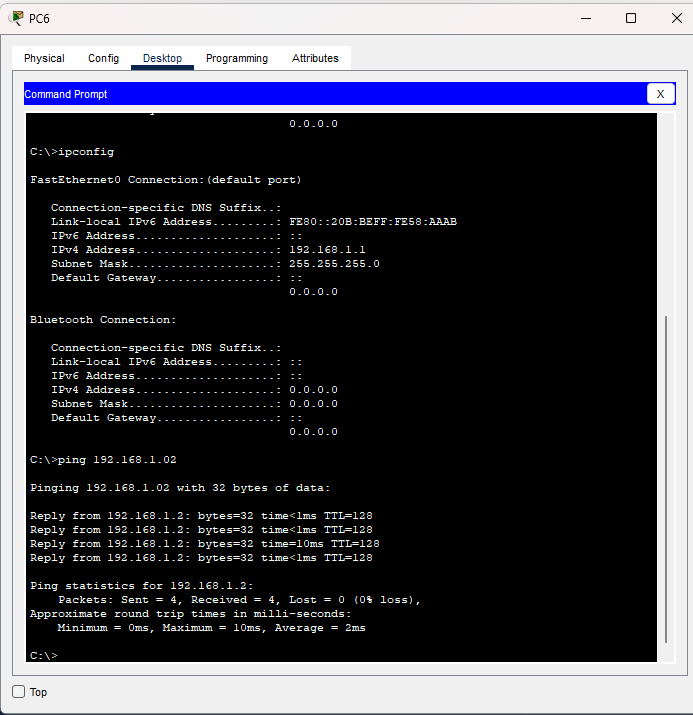 PC6
Physical Config Desktop Programming Attributes
Command Prompt
X
0.0.0.0
C:\>ipconfig
FastEthernet0 Connection:(default port)
Connection-specific DNS Suffix..:
Link-local IPv6 Address.........: FE80::20B:BEFF:FE58:AAAB
IPv6 Address....................: ::
IPv4 Address....................: 192.168.1.1
Subnet Mask.....................: 255.255.255.0
Default Gateway.................: ::
0.0.0.0
Bluetooth Connection:
Connection-specific DNS Suffix..:
Link-local IPv6 Address.........: ::
IPv6 Address....................: ::
IPv4 Address....................: 0.0.0.0
Subnet Mask.....................: 0.0.0.0
Default Gateway.................: ::
0.0.0.0
C:\>ping 192.168.1.02
Pinging 192.168.1.02 with 32 bytes of data:
Reply from 192.168.1.2: bytes=32 time<1ms TTL=128
Reply from 192.168.1.2: bytes=32 time<1ms TTL=128
Reply from 192.168.1.2: bytes=32 time=10ms TTL=128
Reply from 192.168.1.2: bytes=32 time<1ms TTL=128
Ping statistics for 192.168.1.2:
Packets: Sent = 4, Received = 4, Lost = 0 (0% loss),
Approximate round trip times in milli-seconds:
Minimum = 0ms, Maximum = 10ms, Average = 2ms
C:\>
Top